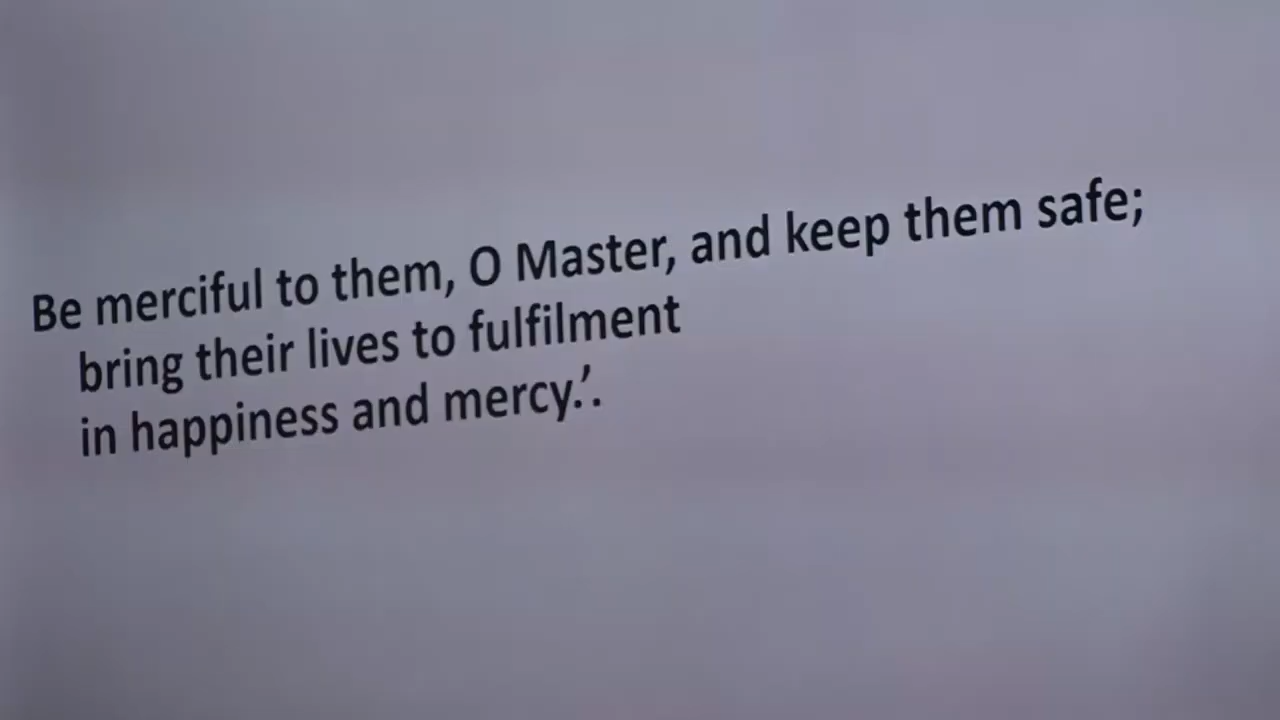 Be merciful to them, O Master, and keep them safe;
bring their lives to fulfilment
in happiness and mercy.’.